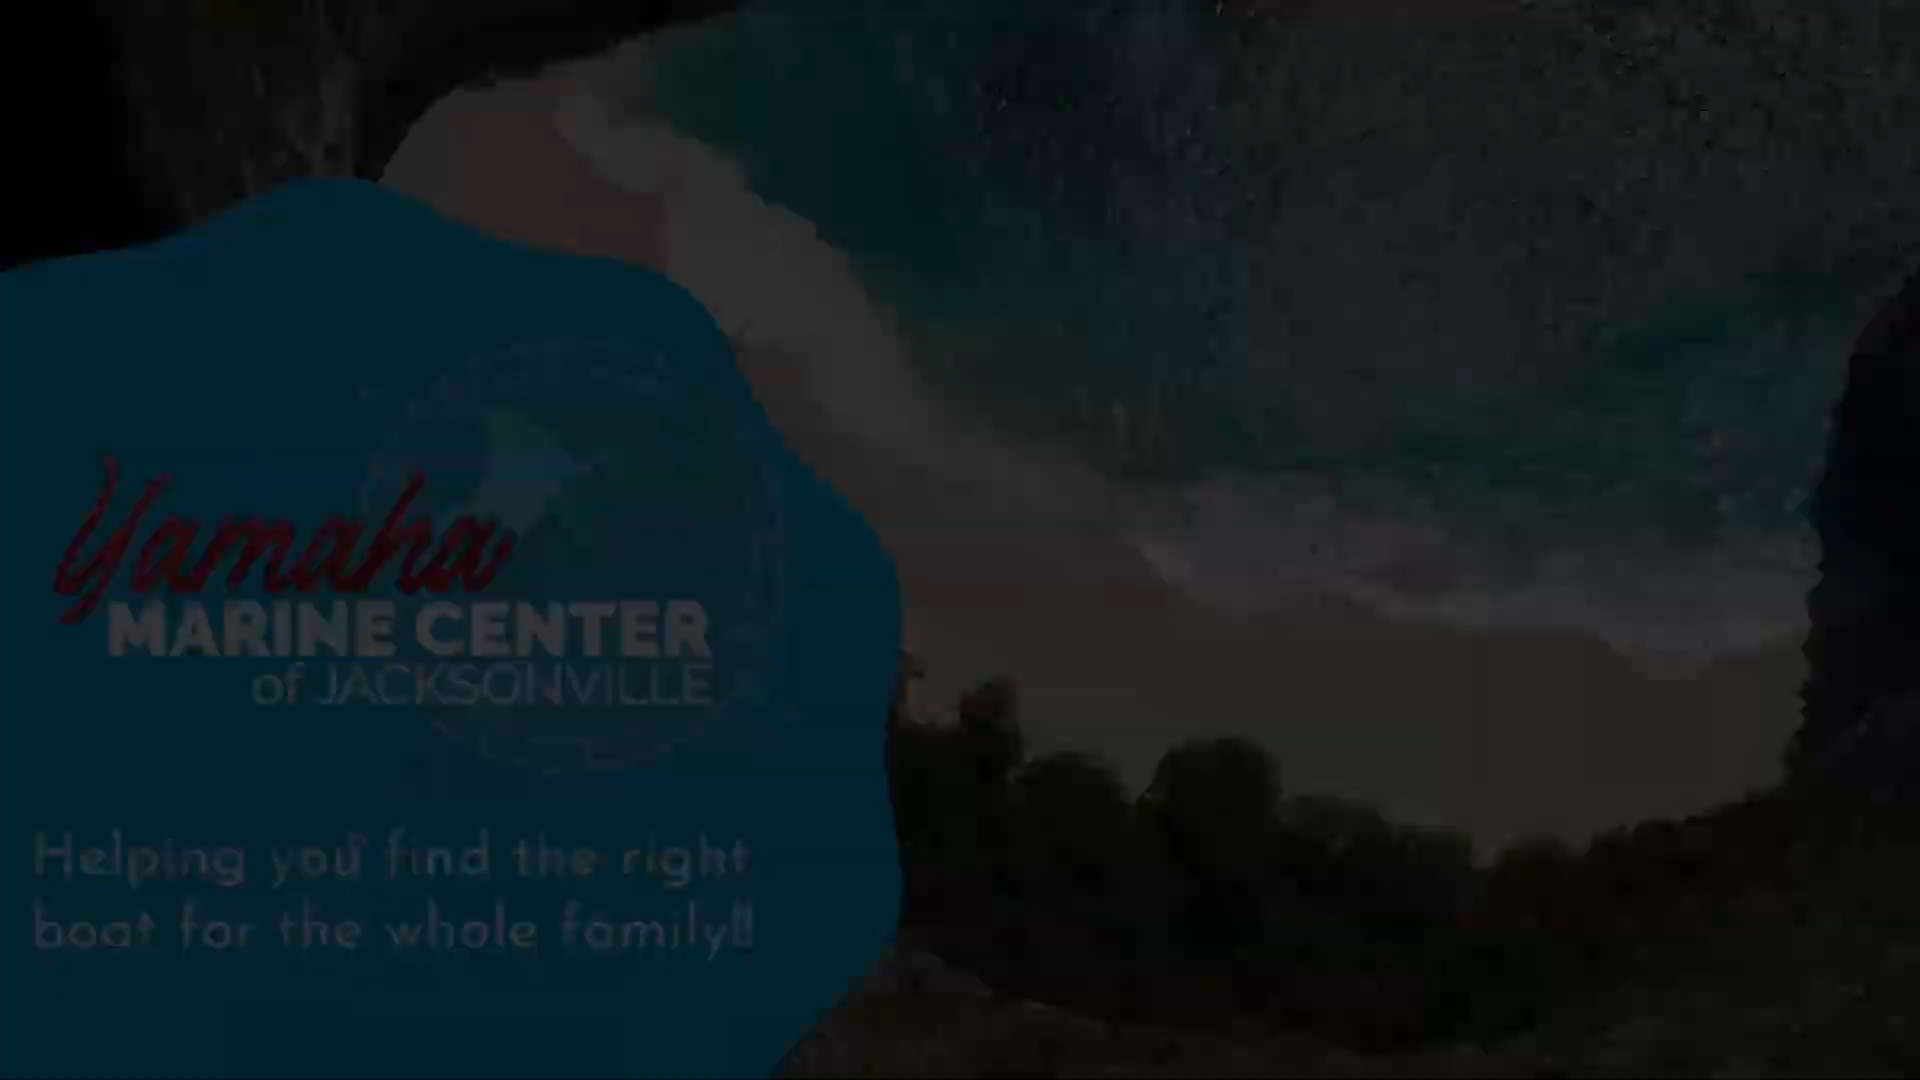 Yamaha
MARINE CENTER
of JACKSONVILLE
Helping you find the right
boat for the whole family!!